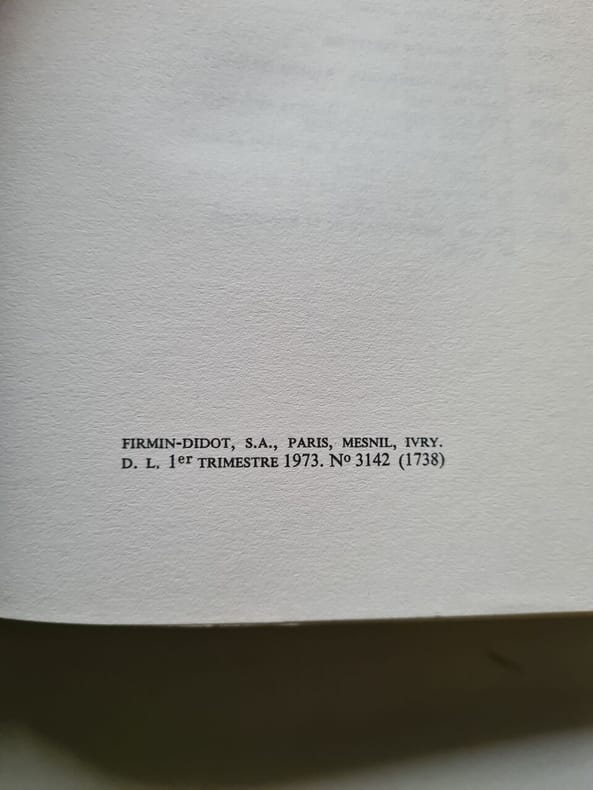 FIRMIN-DIDOT, S.A., PARIS, MESNIL, IVRY.
D. L. 1er TRIMESTRE 1973. No 3142 (1738)